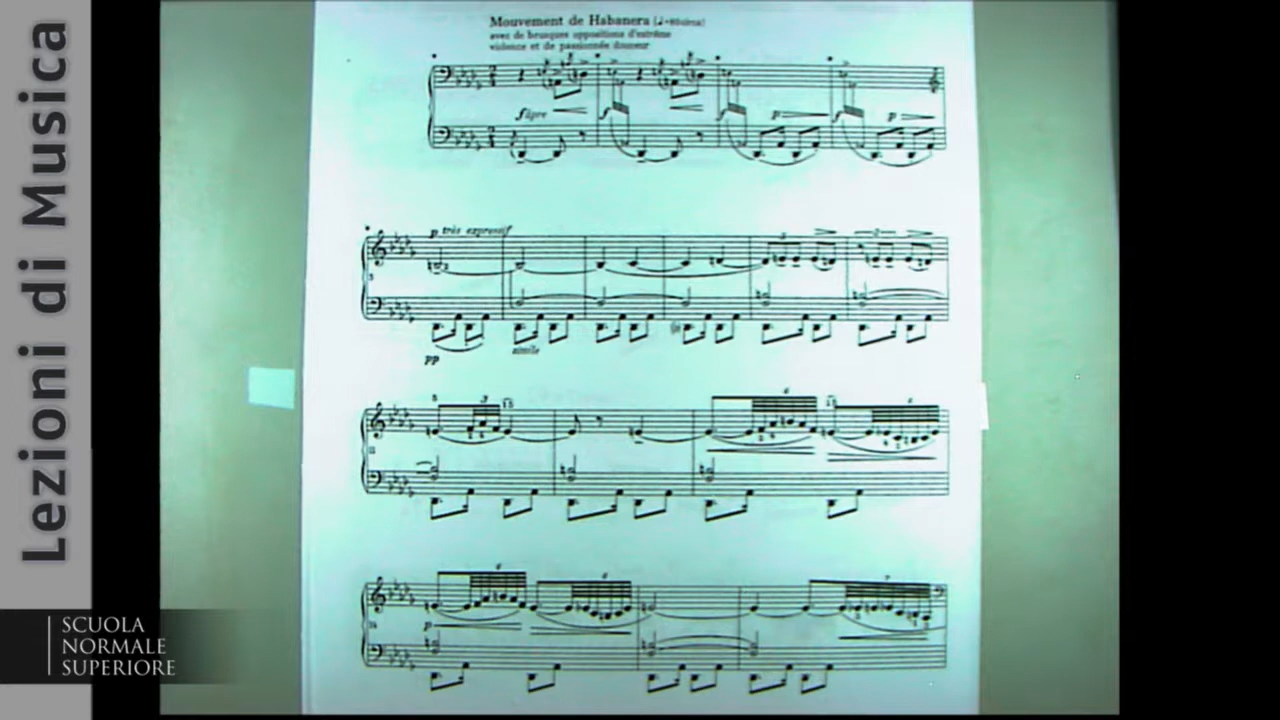 Lezioni di Musica
Mouvement de Habanera
avec de brusques oppositions d'extrême
violence et de passionnée douceur
âpre
p
p
p très expressif
pp
simile
p
SCUOLA
NORMALE
SUPERIORE